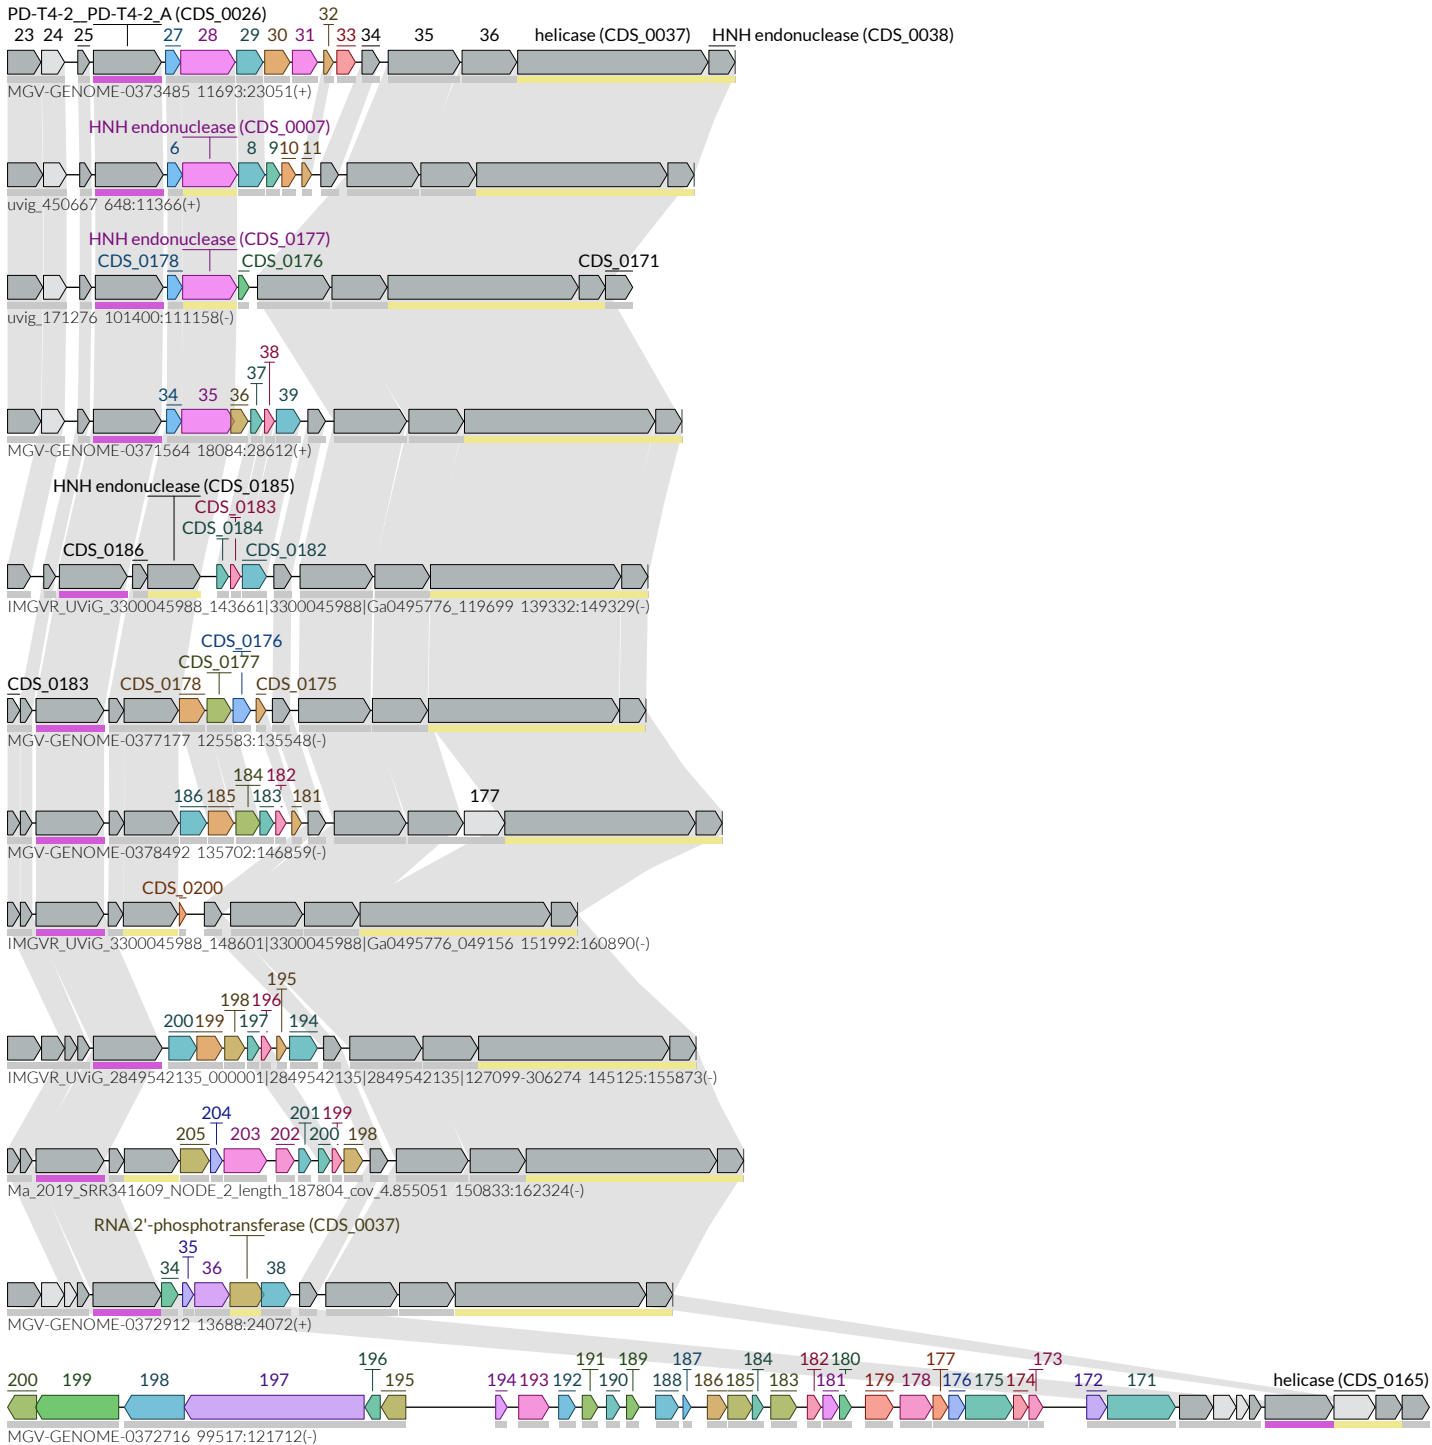 PD-T4-2__PD-T4-2_A (CDS_0026)
32
23 24 25 27 28 29 30 31 33 34 35 36 helicase (CDS_0037) HNH endonuclease (CDS_0038)
MGV-GENOME-0373485 11693:23051(+)
HNH endonuclease (CDS_0007)
6 8 9 10 11
uvig_450667 648:11366(+)
HNH endonuclease (CDS_0177)
CDS_0178 CDS_0176 CDS_0171
uvig_171276 101400:111158(-)
38
37
34 35 36 39
MGV-GENOME-0371564 18084:28612(+)
HNH endonuclease (CDS_0185)
CDS_0183
CDS_0184
CDS_0186 CDS_0182
IMGVR_UViG_3300045988_143661|3300045988|Ga0495776_119699 139332:149329(-)
CDS_0176
CDS_0177
CDS_0183 CDS_0178 CDS_0175
MGV-GENOME-0377177 125583:135548(-)
184 182
186 185 183 181 177
MGV-GENOME-0378492 135702:146859(-)
CDS_0200
IMGVR_UViG_3300045988_148601|3300045988|Ga0495776_049156 151992:160890(-)
195
198 196
200 199 197 194
IMGVR_UViG_2849542135_000001|2849542135|2849542135|127099-306274 145125:155873(-)
204 201 199
205 203 202 200 198
Ma_2019_SRR341609_NODE_2_length_187804_cov_4.855051 150833:162324(-)
RNA 2'-phosphotransferase (CDS_0037)
35
34 36 38
MGV-GENOME-0372912 13688:24072(+)
196 191 189 187 184 182 180 177 173
200 199 198 197 195 194 193 192 190 188 186 185 183 181 179 178 176 175 174 172 171 helicase (CDS_0165)
MGV-GENOME-0372716 99517:121712(-)